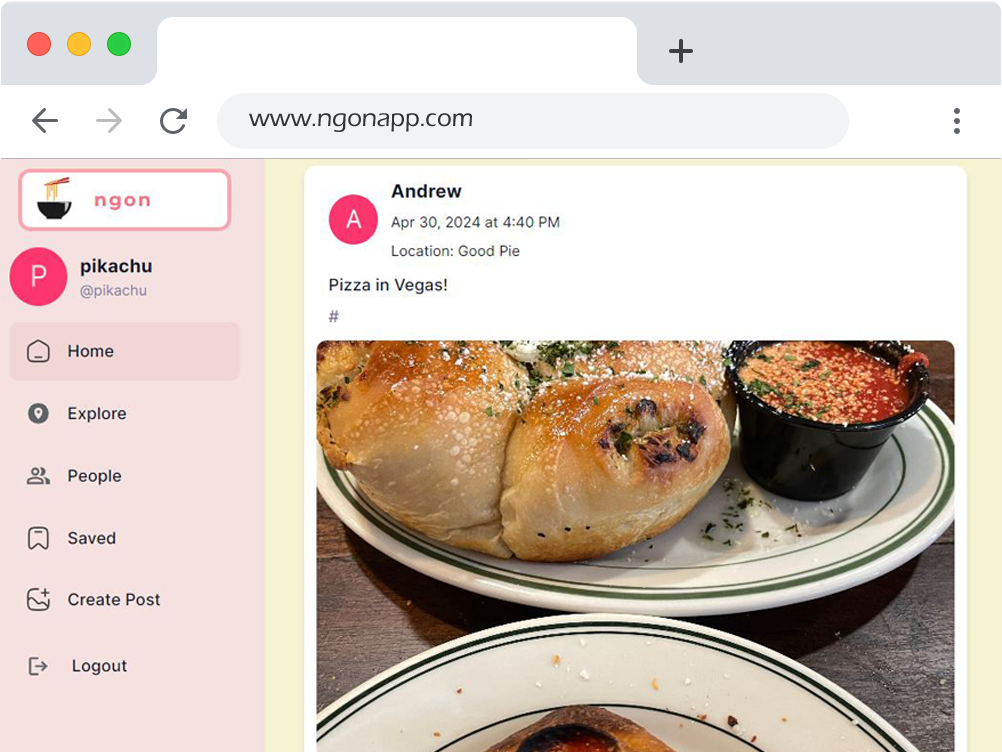 www.ngonapp.com
ngon
P
pikachu
@pikachu
Home
Explore
People
Saved
Create Post
Logout
A
Andrew
Apr 30, 2024 at 4:40 PM
Location: Good Pie
Pizza in Vegas!
#